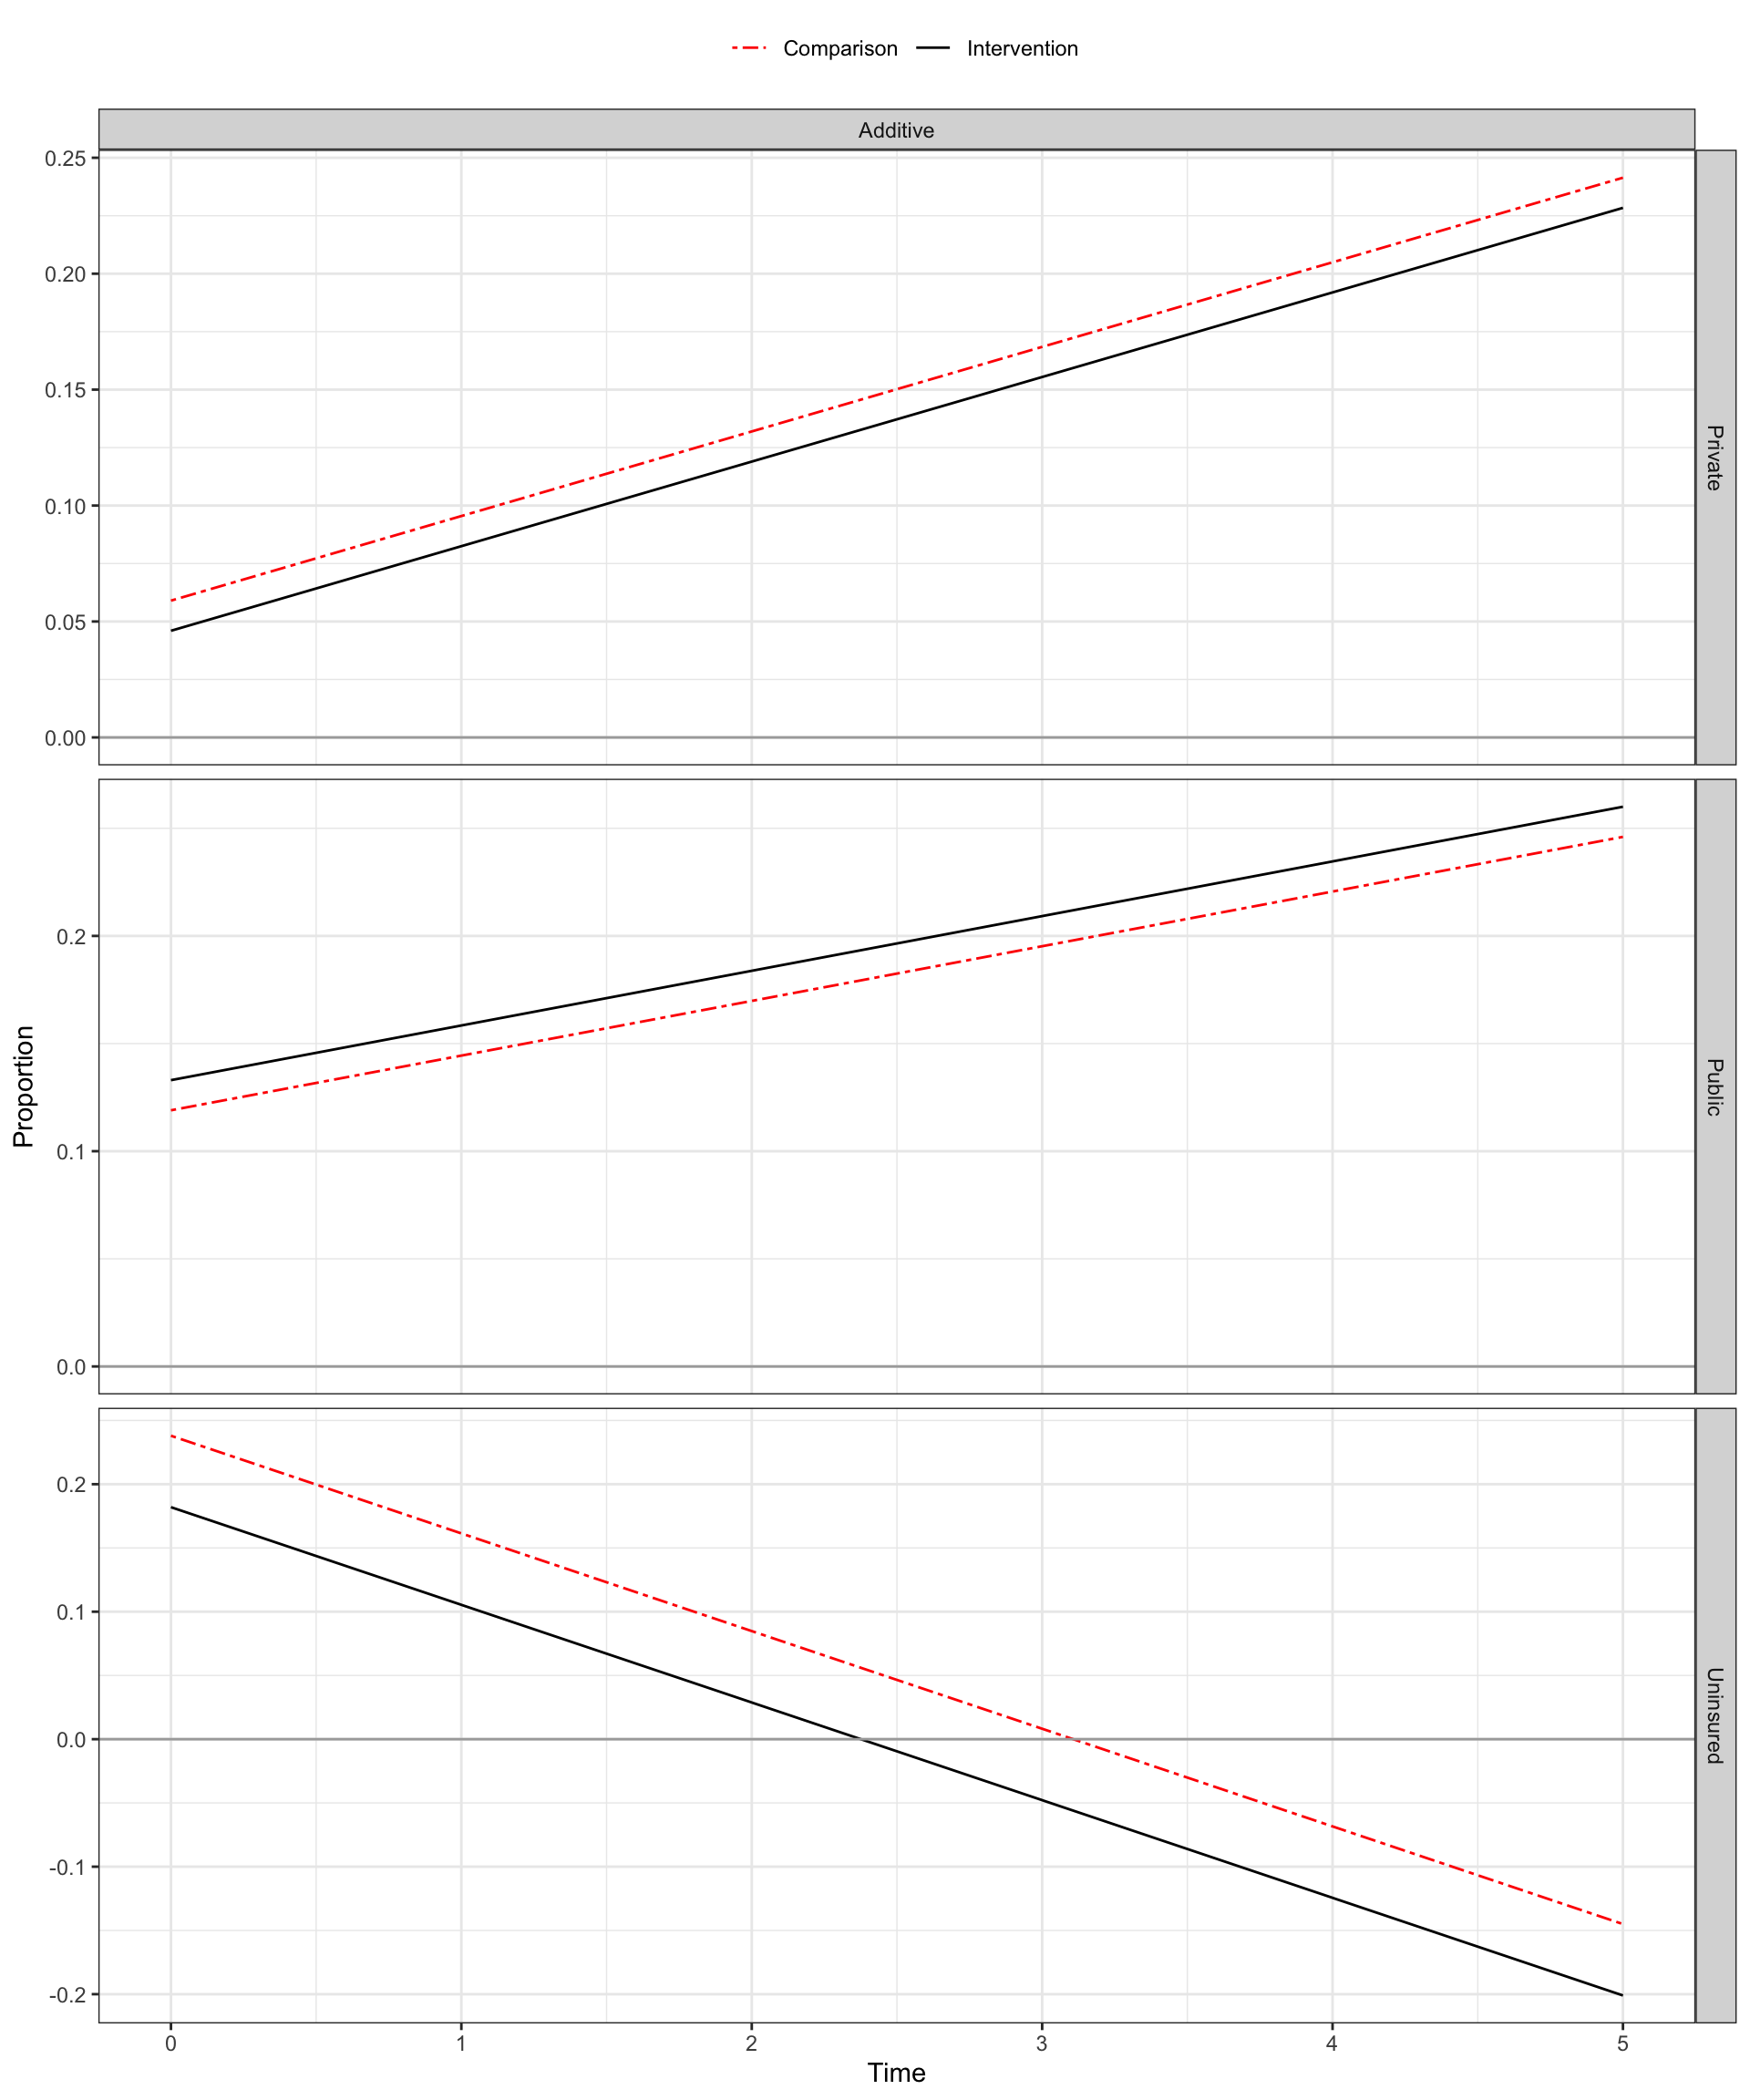 Comparison Intervention
Additive
0.25
0.20
0.15
0.10
0.05
0.00
Private
0.2
0.1
0.0
Public
Proportion
0.2
0.1
0.0
-0.1
-0.2
Uninsured
0 1 2 3 4 5
Time